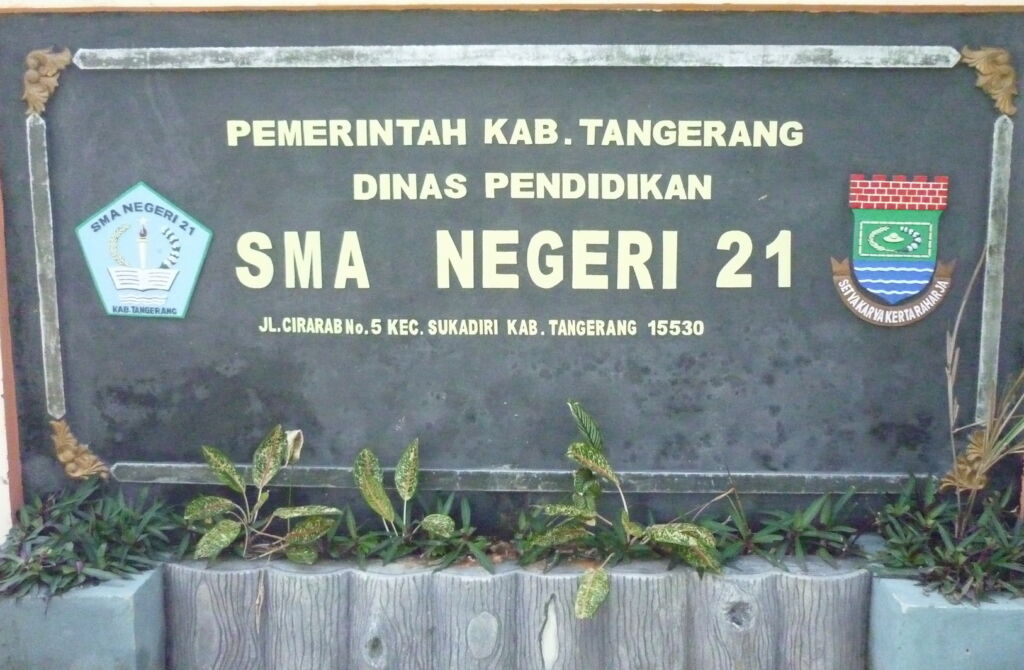 PEMERINTAH KAB. TANGERANG
DINAS PENDIDIKAN
SMA NEGERI 21
JL. CIRARAB No. 5 KEC. SUKADIRI KAB. TANGERANG 15530
SMA NEGERI 21
KAB. TANGERANG
SETYA KARYA KERTA RAHARJA